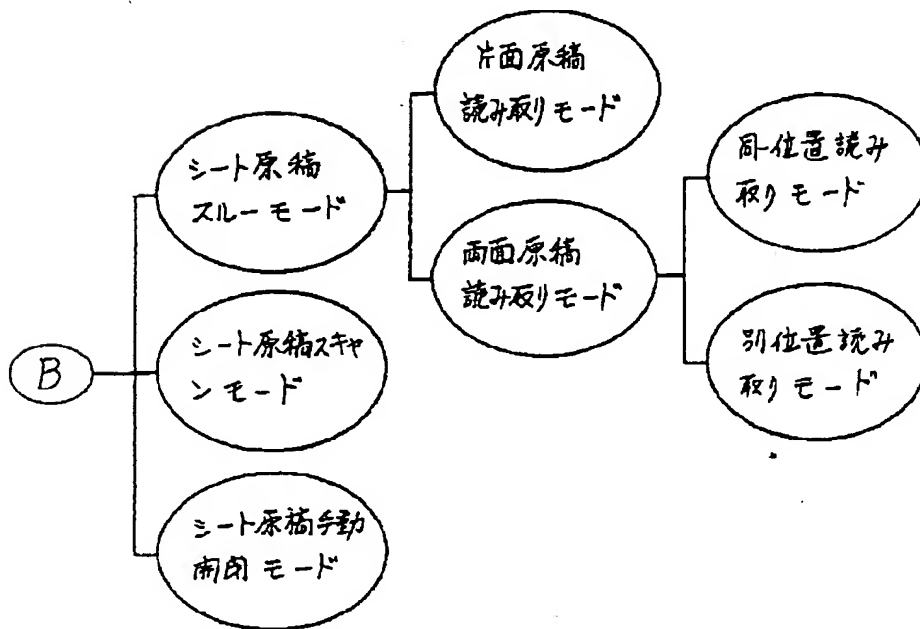 片面原稿
読み取りモード
シート原稿
スルーモード
同一位置読み
取りモード
両面原稿
読み取りモード
B
シート原稿スキャ
ンモード
別位置読み
取りモード
シート原稿手動
開閉モード